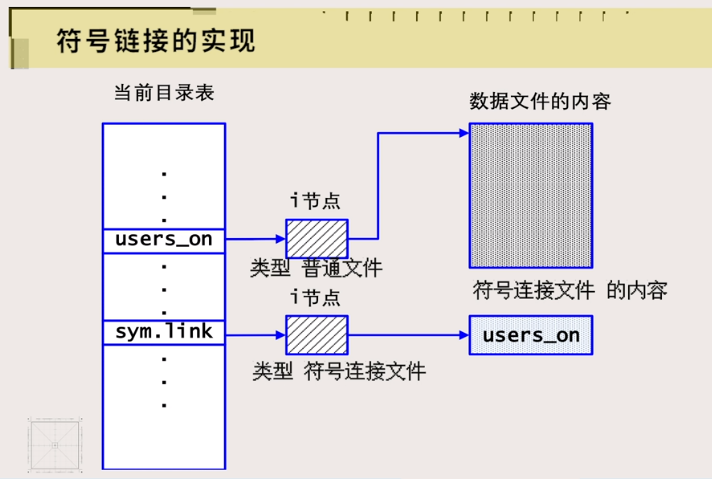 符号链接的实现
当前目录表
数据文件的内容
i节点
users_on
类型 普通文件
符号连接文件 的内容
i节点
sym.link
users_on
类型 符号连接文件